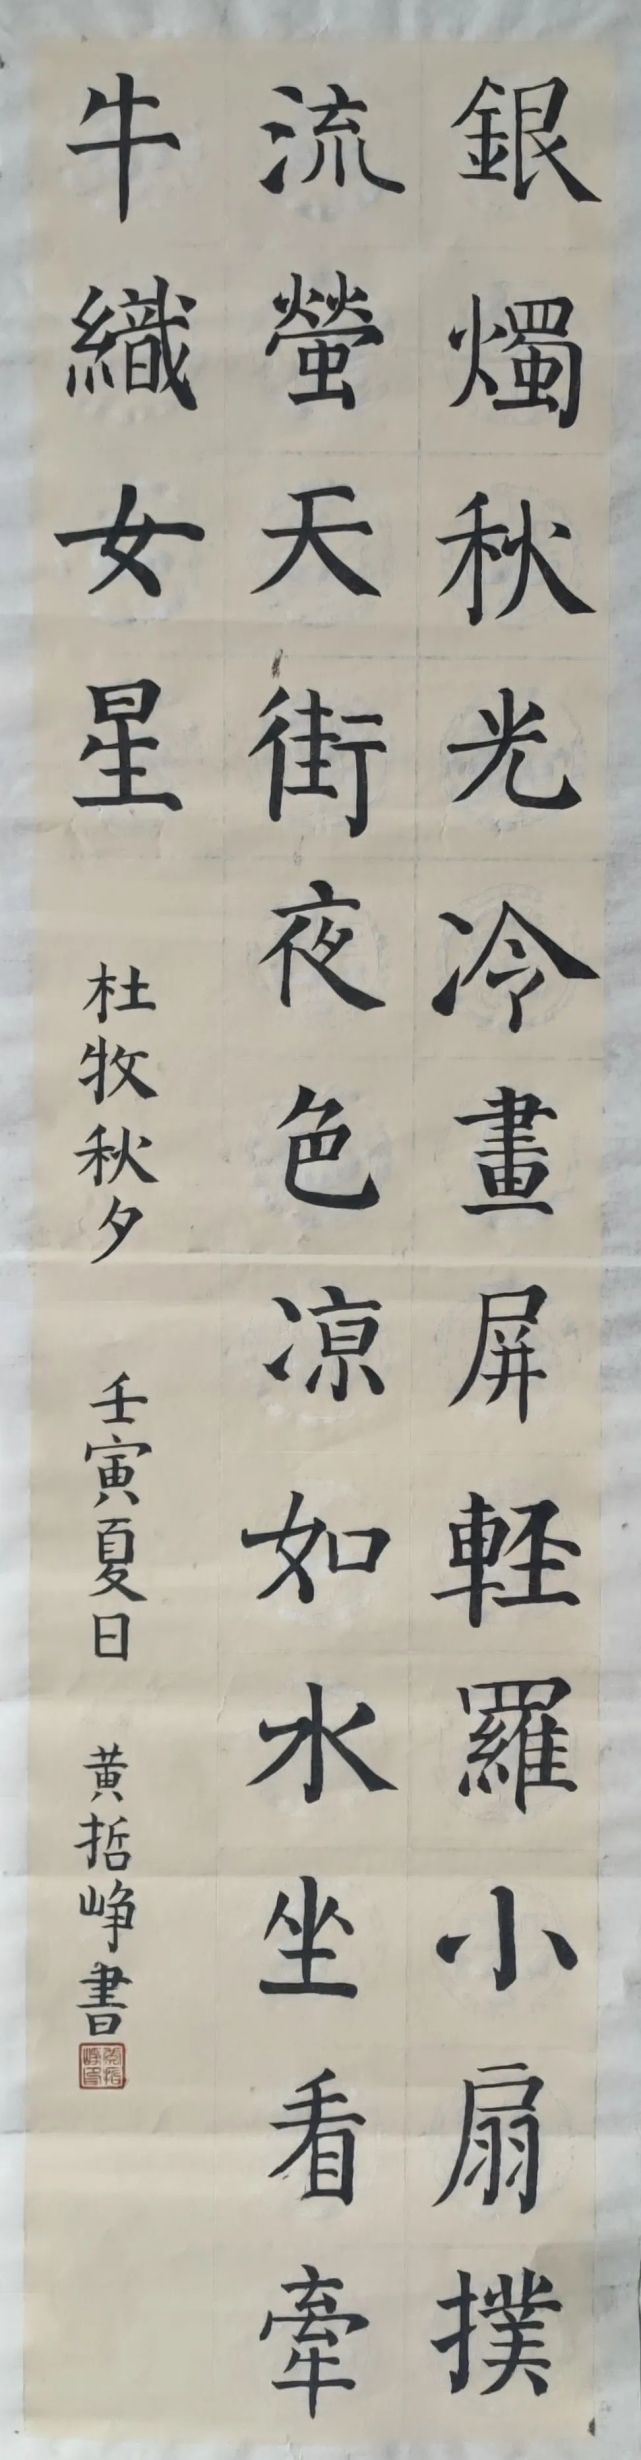 銀燭秋光冷畫屏輕羅小扇撲
流螢天街夜色凉如水坐看牽
牛織女星
杜牧秋夕
壬寅夏日
黄哲峥書